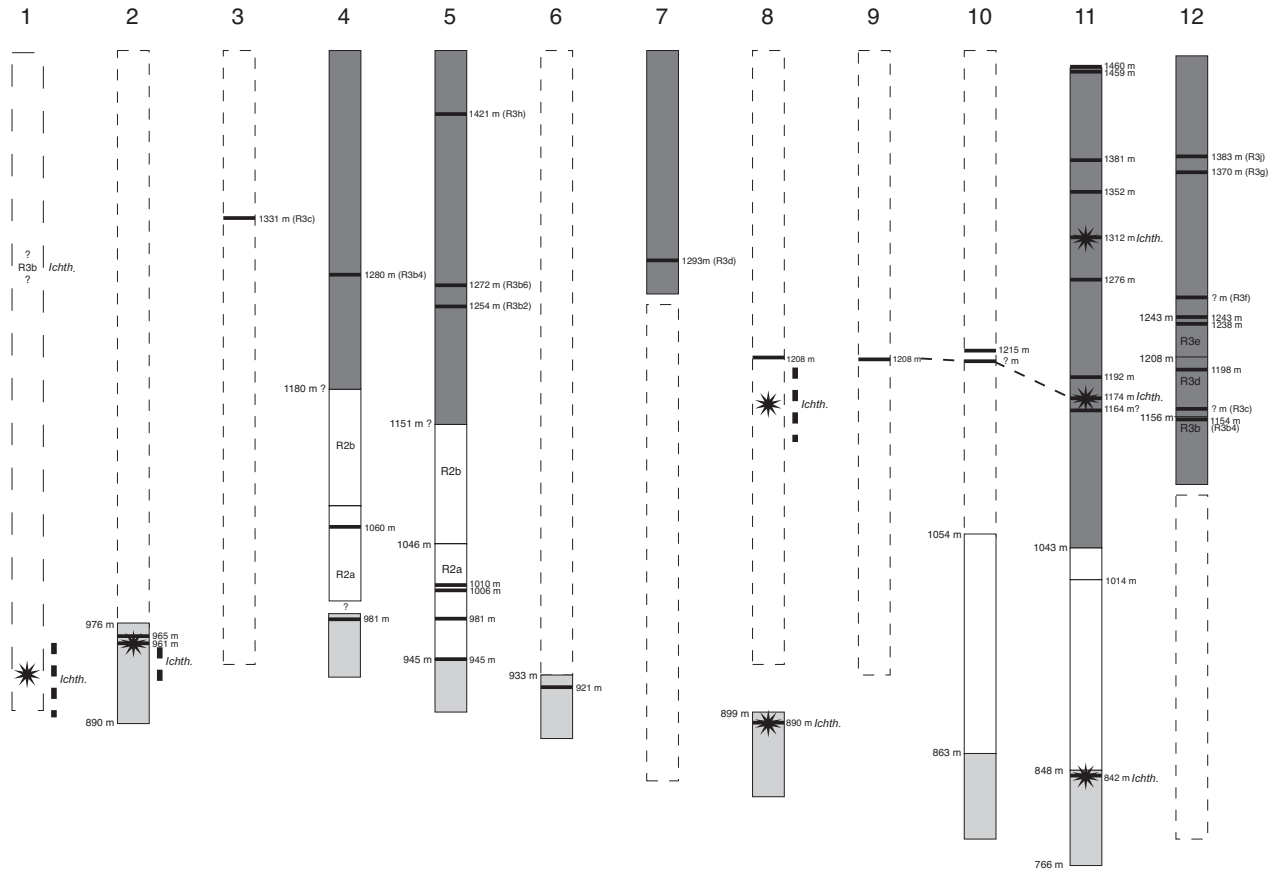 1 2 3 4 5 6 7 8 9 10 11 12
?
R3b
?
Ichth.
Ichth.
976 m
965 m
961 m
Ichth.
890 m
1331 m (R3c)
1280 m (R3b4)
1180 m ?
R2b
1060 m
R2a
?
981 m
1421 m (R3h)
1272 m (R3b6)
1254 m (R3b2)
1151 m ?
R2b
1046 m
R2a
1010 m
1006 m
981 m
945 m
945 m
933 m
921 m
1293m (R3d)
1208 m
Ichth.
899 m
890 m Ichth.
1208 m
1215 m
? m
1054 m
863 m
1460 m
1459 m
1381 m
1352 m
1312 m Ichth.
1276 m
1192 m
1174 m Ichth.
1164 m?
1043 m
1014 m
848 m
842 m Ichth.
766 m
1383 m (R3j)
1370 m (R3g)
? m (R3f)
1243 m
1243 m
1238 m
R3e
1208 m
1198 m
R3d
? m (R3c)
1156 m
1154 m
R3b
(R3b4)